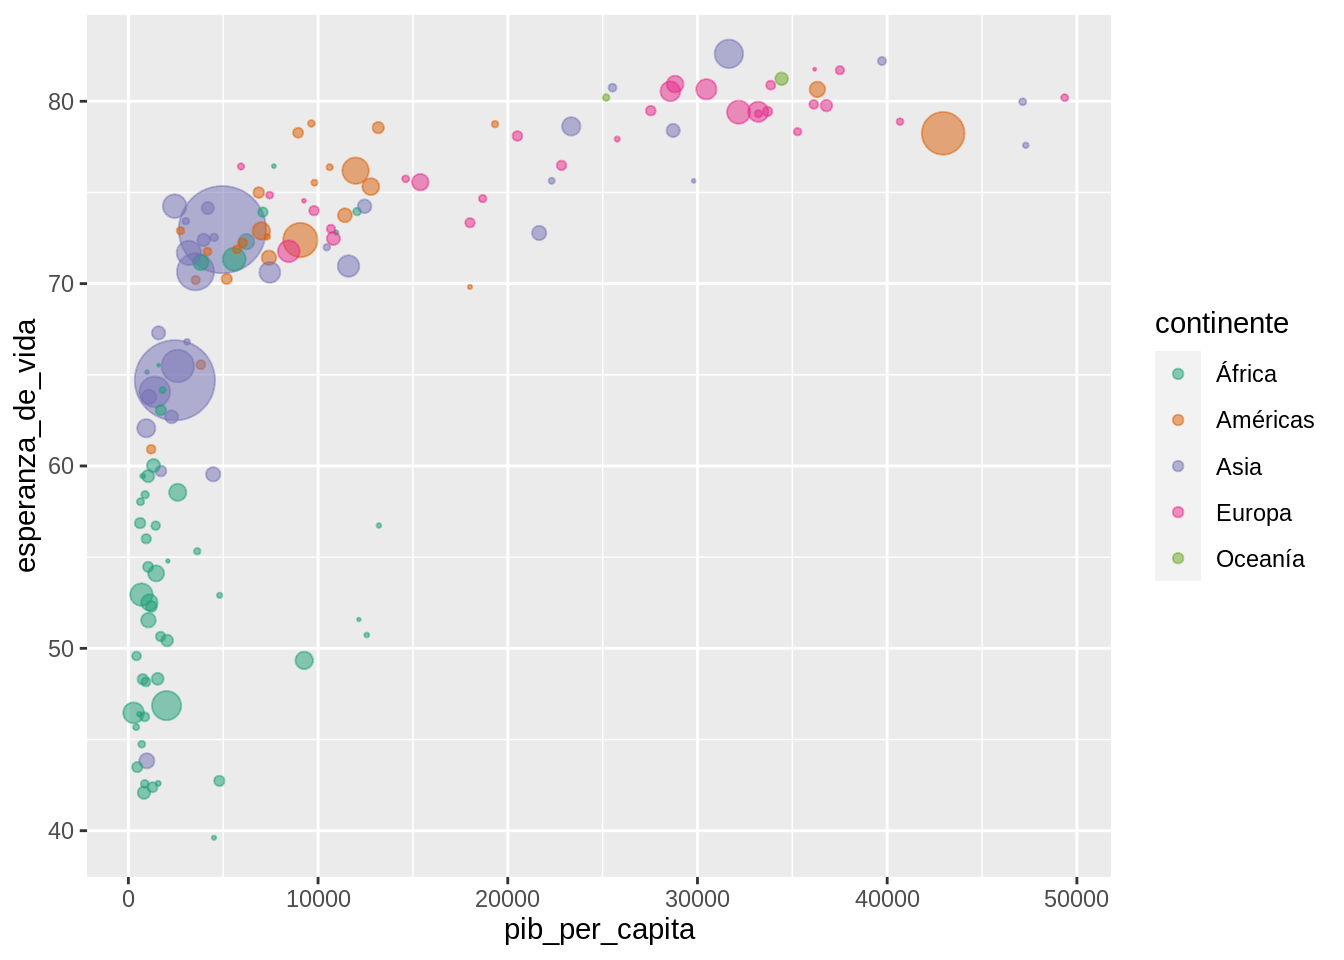 esperanza_de_vida
80
70
60
50
40
0 10000 20000 30000 40000 50000
pib_per_capita
continente
África
Américas
Asia
Europa
Oceanía